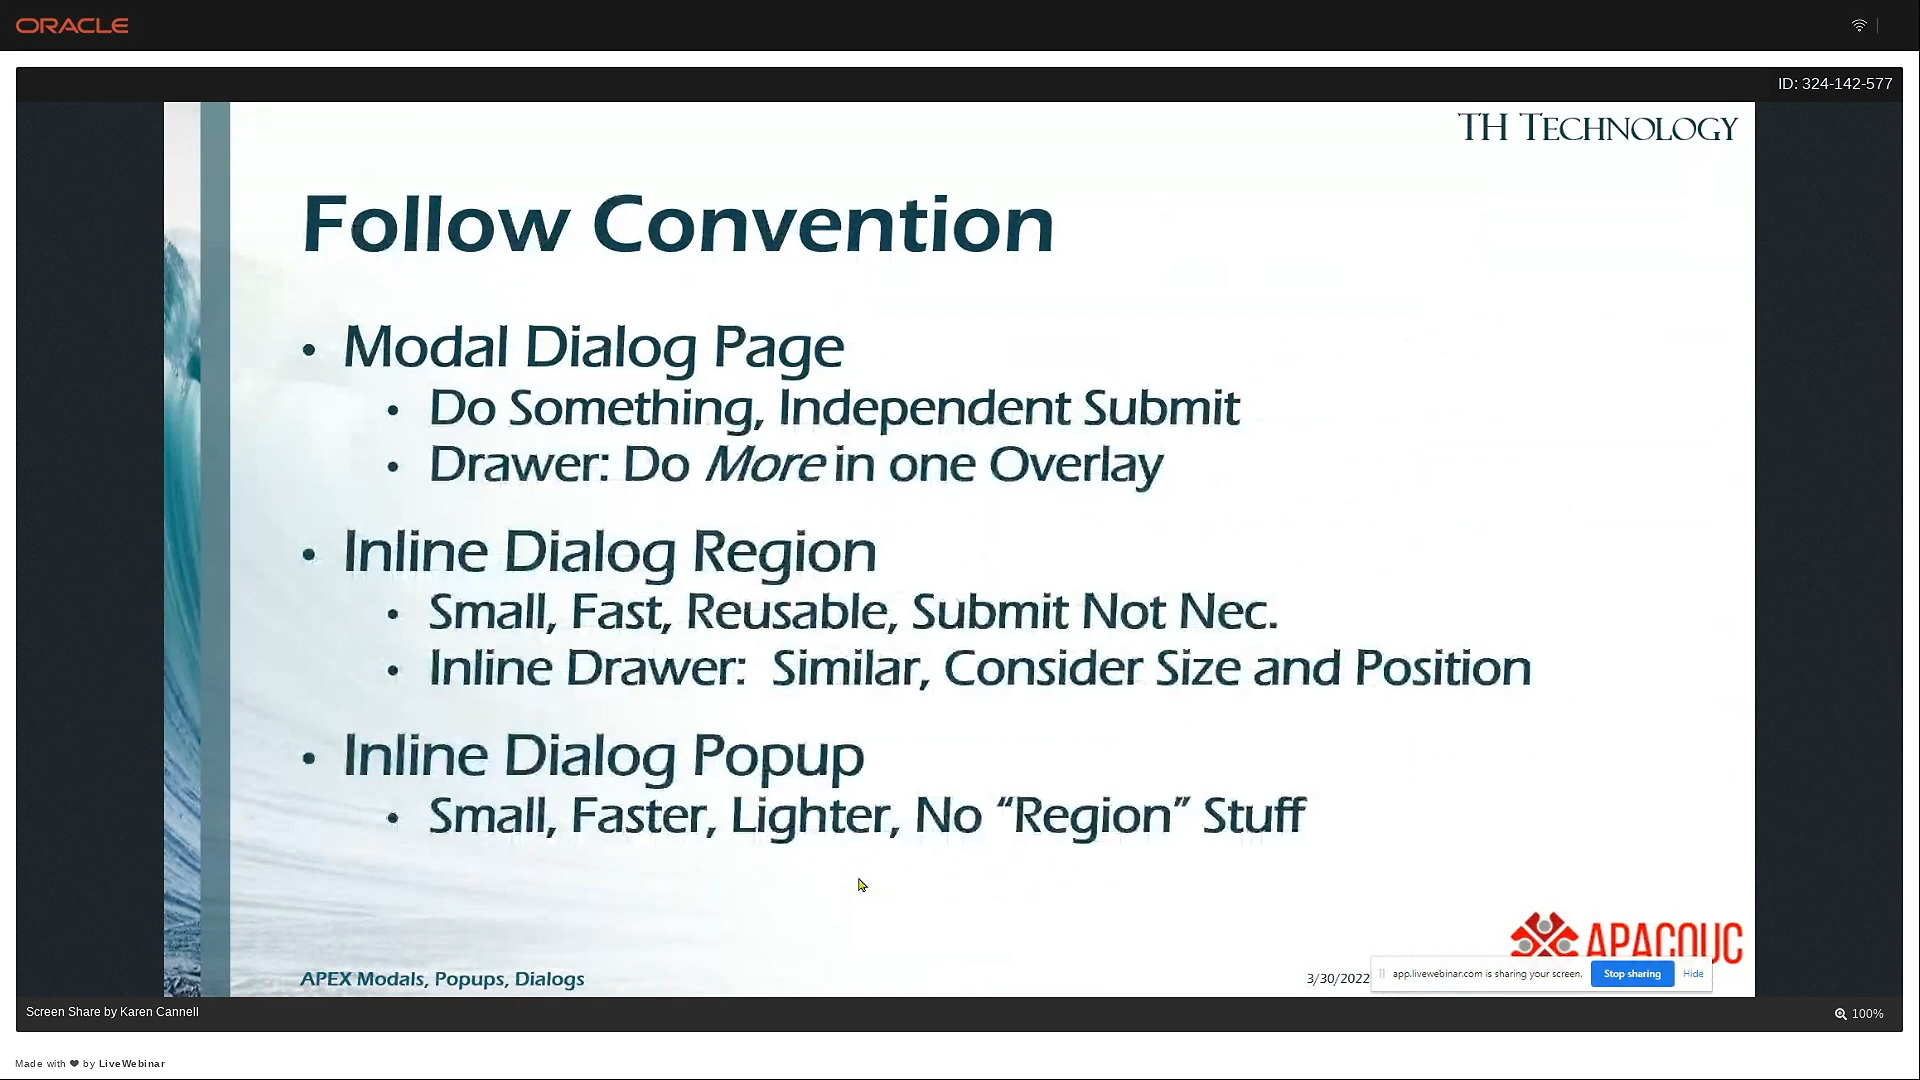 ORACLE
ID: 324-142-577
TH TECHNOLOGY
Follow Convention
• Modal Dialog Page
• Do Something, Independent Submit
• Drawer: Do More in one Overlay
• Inline Dialog Region
• Small, Fast, Reusable, Submit Not Nec.
• Inline Drawer: Similar, Consider Size and Position
• Inline Dialog Popup
• Small, Faster, Lighter, No “Region” Stuff
APACOUC
APEX Modals, Popups, Dialogs
3/30/2022
app.livewebinar.com is sharing your screen.
Stop sharing
Hide
Screen Share by Karen Cannell
100%
Made with ❤ by LiveWebinar